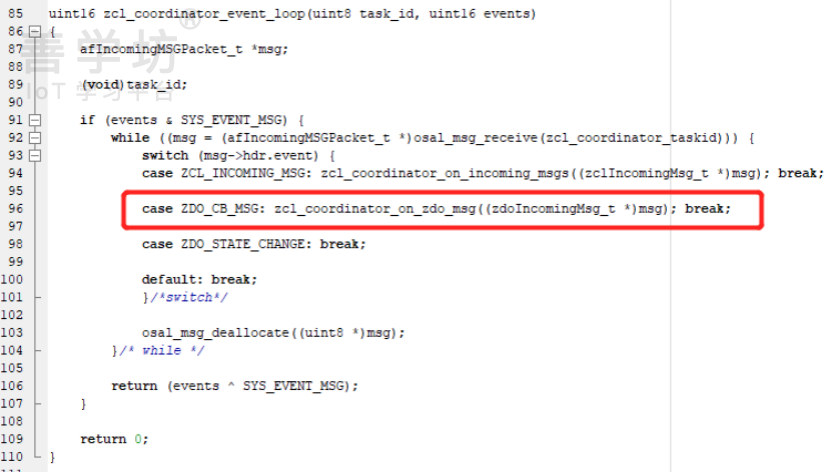 85 uint16 zcl_coordinator_event_loop(uint8 task_id, uint16 events)
86 {
87 afIncomingMSGPacket_t *msg;
88
89 (void)task_id;
90
91 if (events & SYS_EVENT_MSG) {
92 while ((msg = (afIncomingMSGPacket_t *)osal_msg_receive(zcl_coordinator_taskid))) {
93 switch (msg->hdr.event) {
94 case ZCL_INCOMING_MSG: zcl_coordinator_on_incoming_msgs((zclIncomingMsg_t *)msg); break;
95
96 case ZDO_CB_MSG: zcl_coordinator_on_zdo_msg((zdoIncomingMsg_t *)msg); break;
97
98 case ZDO_STATE_CHANGE: break;
99
100 default: break;
101 }/*switch*/
102
103 osal_msg_deallocate((uint8 *)msg);
104 }/* while */
105
106 return (events ^ SYS_EVENT_MSG);
107 }
108
109 return 0;
110 }
善学坊®
IoT 学习平台